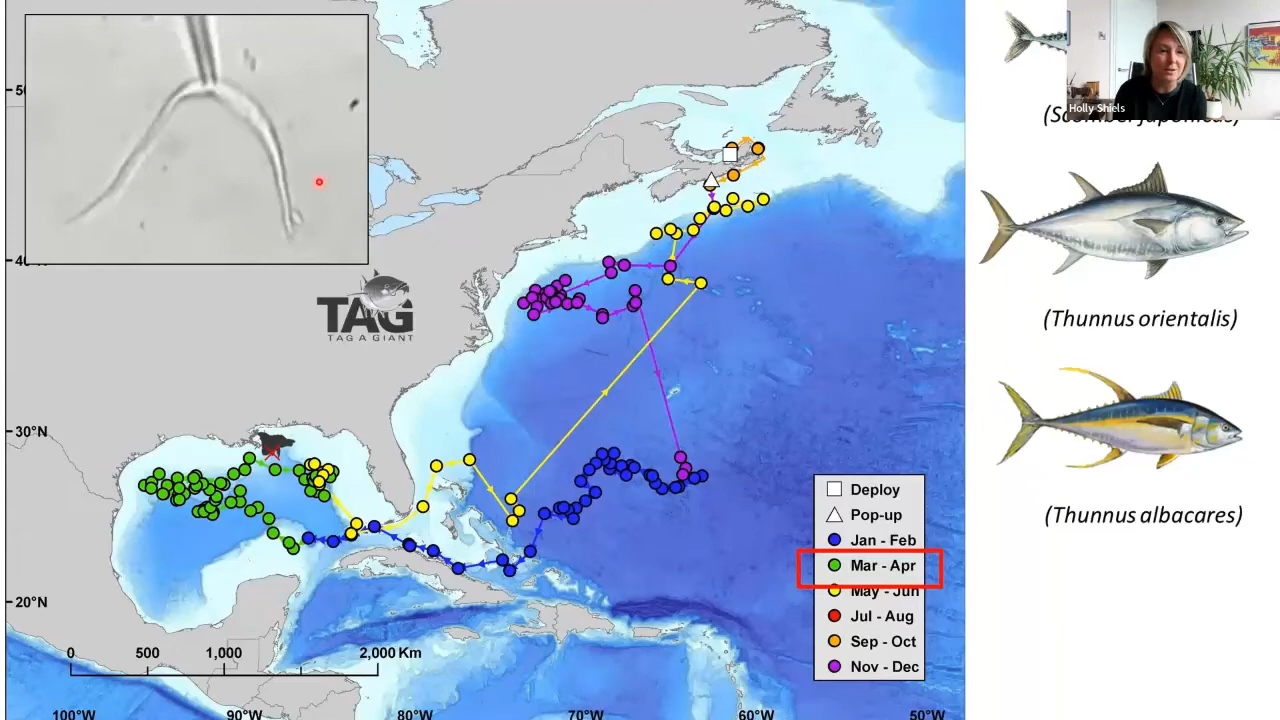 Holly Shiels
(Scomber japonicus)
TAG
TAG A GIANT
(Thunnus orientalis)
30°N
(Thunnus albacares)
Deploy
Pop-up
Jan - Feb
Mar - Apr
May - Jun
Jul - Aug
Sep - Oct
Nov - Dec
20°N
0 500 1,000 2,000 Km
100°W 90°W 80°W 70°W 60°W 50°W